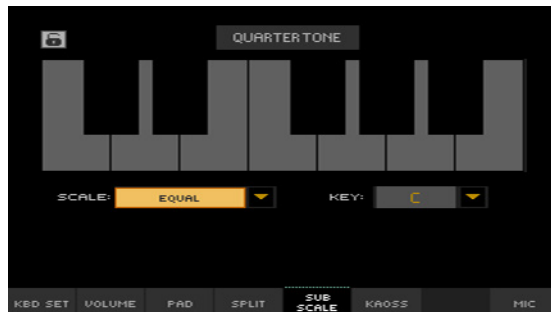 QUARTERTONE
SCALE: EQUAL KEY: C
KBD SET VOLUME PAD SPLIT SUB SCALE KAOSS MIC